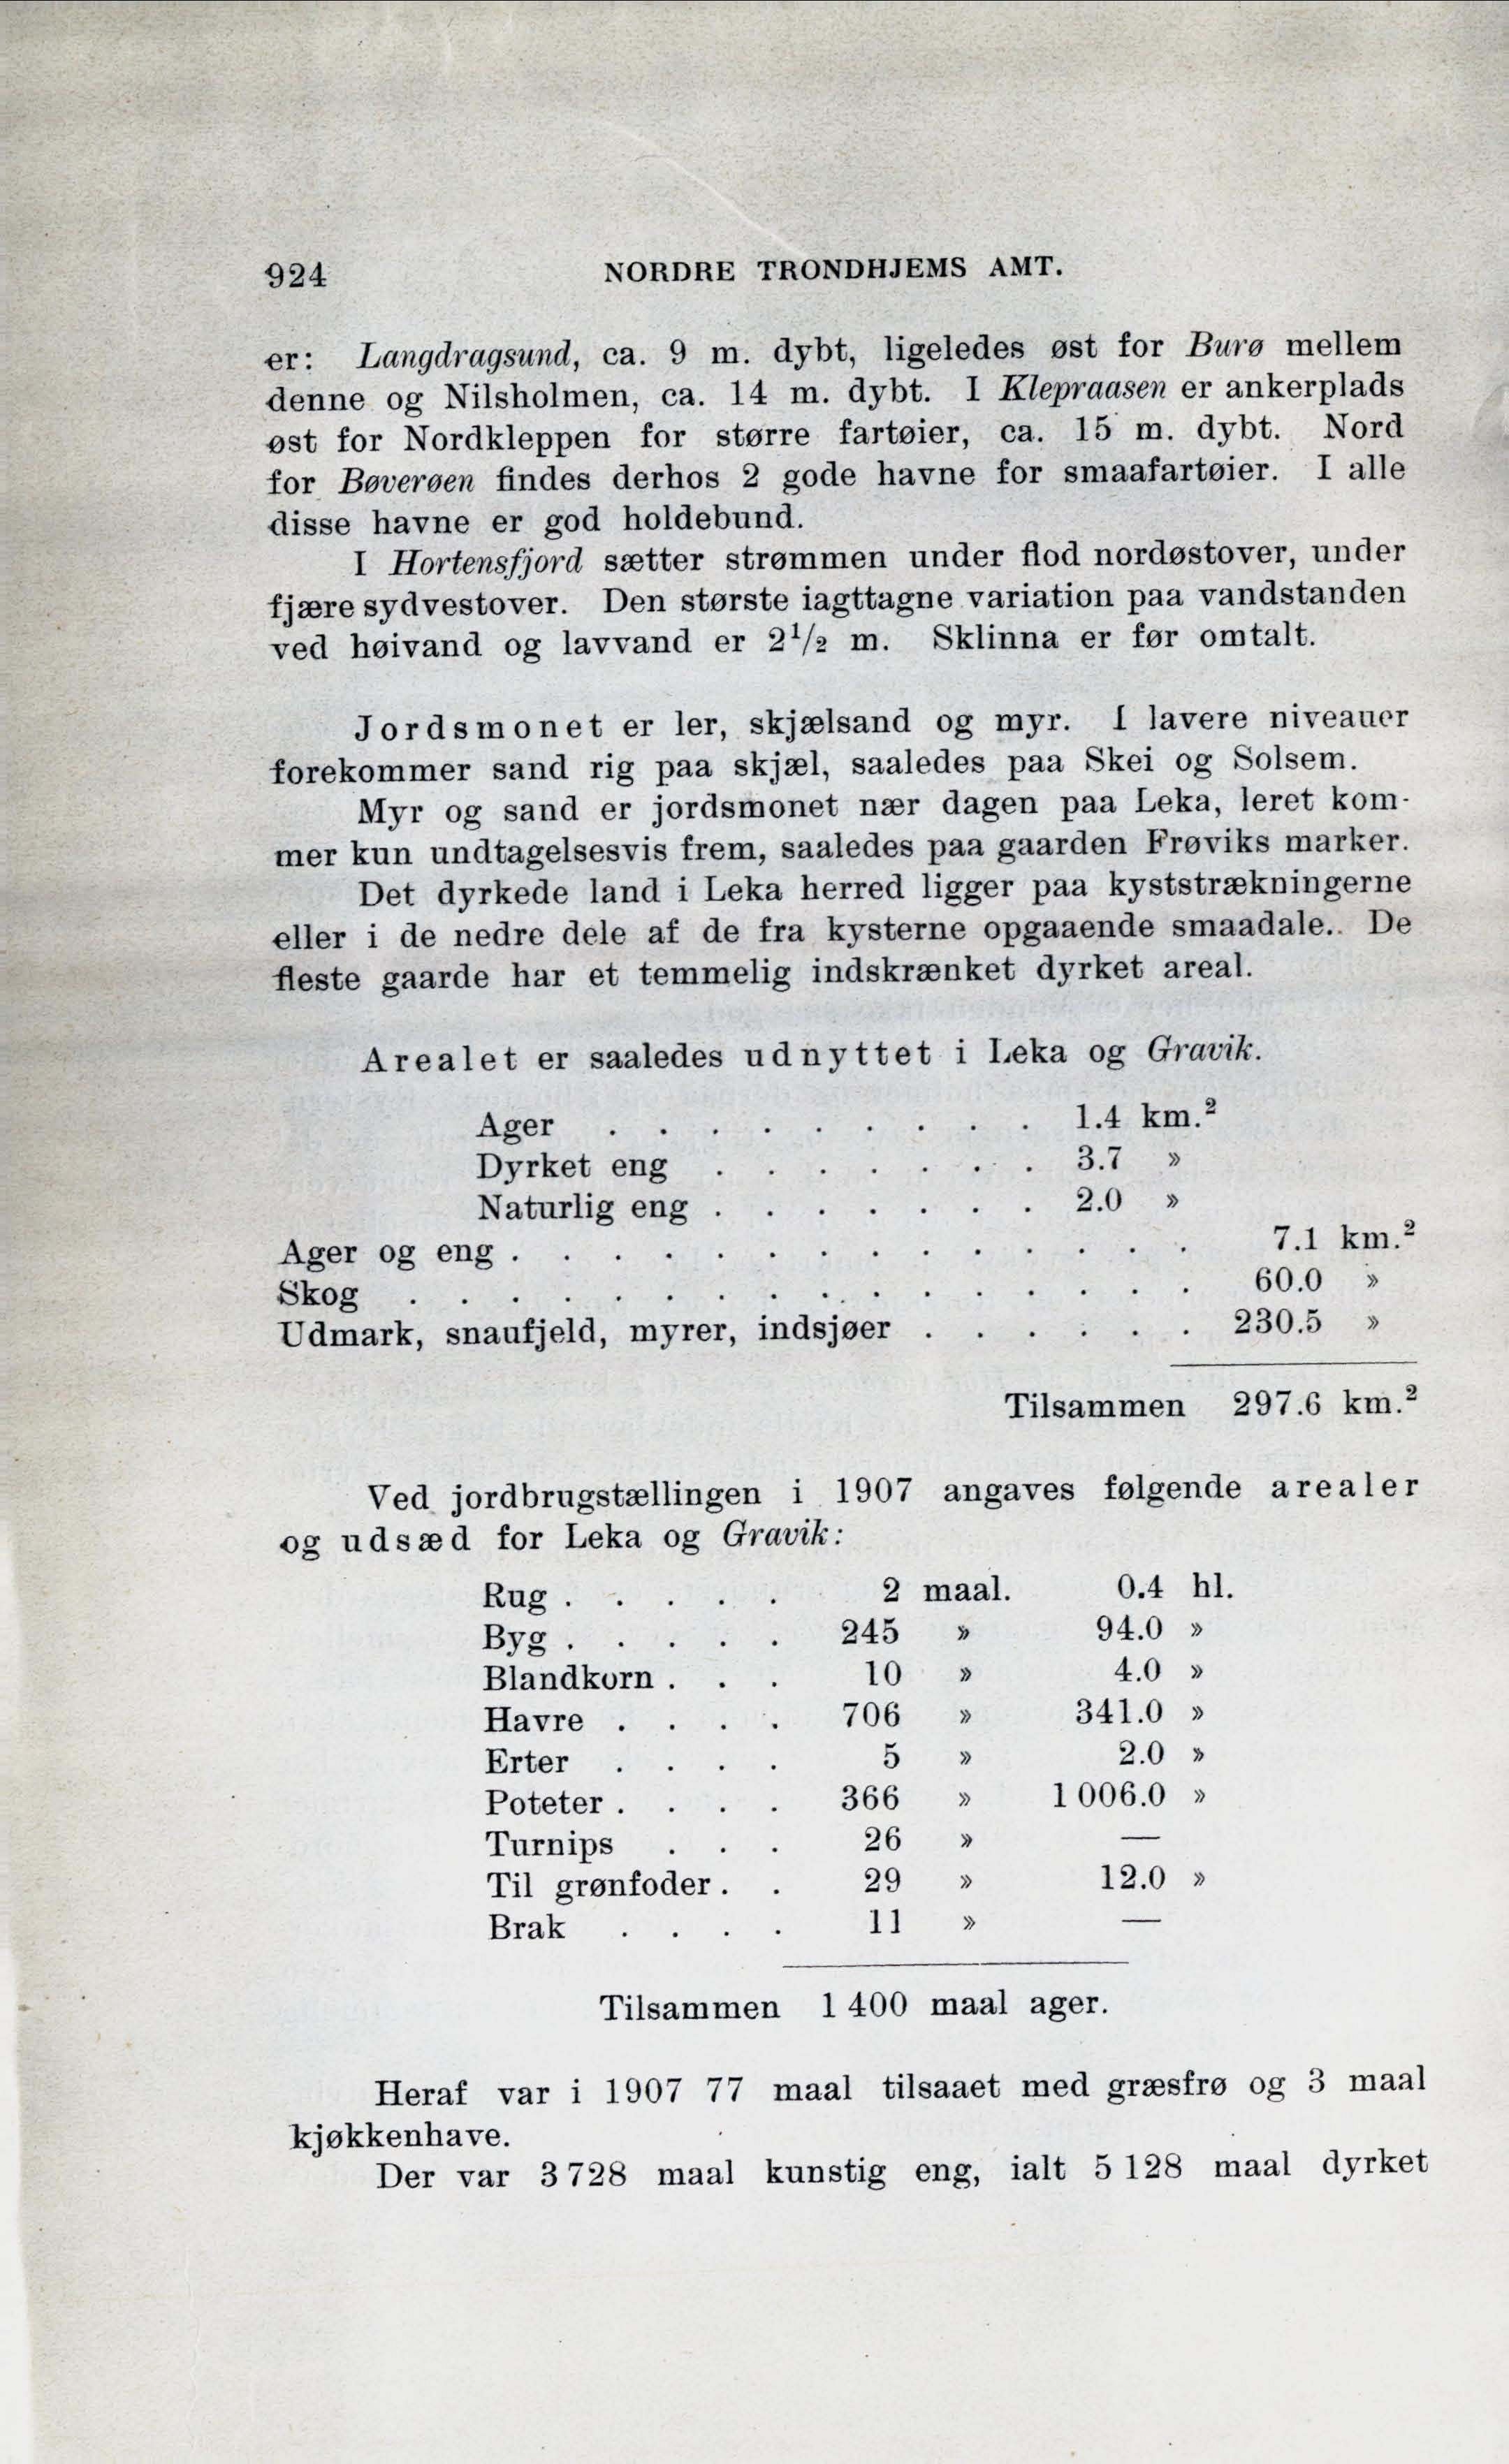 924 NORDRE TRONDHJEMS AMT.
er: Langdragsund, ca. 9 m. dybt, ligeledes øst for Burø mellem
denne og Nilsholmen, ca. 14 m. dybt. I Klepraasen er ankerplads
øst for Nordkleppen for større fartøier, ca. 15 m. dybt. Nord
for Bøverøen findes derhos 2 gode havne for smaafartøier. I alle
disse havne er god holdebund.
I Hortensfjord sætter strømmen under flod nordøstover, under
fjære sydvestover. Den største iagttagne variation paa vandstanden
ved høivand og lavvand er 2¹/₂ m. Sklinna er før omtalt.
Jordsmonet er ler, skjælsand og myr. I lavere niveauer
forekommer sand rig paa skjæl, saaledes paa Skei og Solsem.
Myr og sand er jordsmonet nær dagen paa Leka, leret kom-
mer kun undtagelsesvis frem, saaledes paa gaarden Frøviks marker.
Det dyrkede land i Leka herred ligger paa kyststrækningerne
eller i de nedre dele af de fra kysterne opgaaende smaadale. De
fleste gaarde har et temmelig indskrænket dyrket areal.
Arealet er saaledes udnyttet i Leka og Gravik.
Ager . . . . . . . . . 1.4 km.²
Dyrket eng . . . . . . . 3.7 »
Naturlig eng . . . . . . . 2.0 »
Ager og eng . . . . . . . . . . . . . . 7.1 km.²
Skog . . . . . . . . . . . . . . . . 60.0 »
Udmark, snaufjeld, myrer, indsjøer . . . . . . 230.5 »
Tilsammen 297.6 km.²
Ved jordbrugstællingen i 1907 angaves følgende arealer
og udsæd for Leka og Gravik:
Rug . . . . . 2 maal. 0.4 hl.
Byg . . . . . 245 » 94.0 »
Blandkorn . . . 10 » 4.0 »
Havre . . . . 706 » 341.0 »
Erter . . . . 5 » 2.0 »
Poteter . . . . 366 » 1 006.0 »
Turnips . . . 26 » —
Til grønfoder . . 29 » 12.0 »
Brak . . . . 11 » —
Tilsammen 1 400 maal ager.
Heraf var i 1907 77 maal tilsaaet med græsfrø og 3 maal
kjøkkenhave.
Der var 3 728 maal kunstig eng, ialt 5 128 maal dyrket